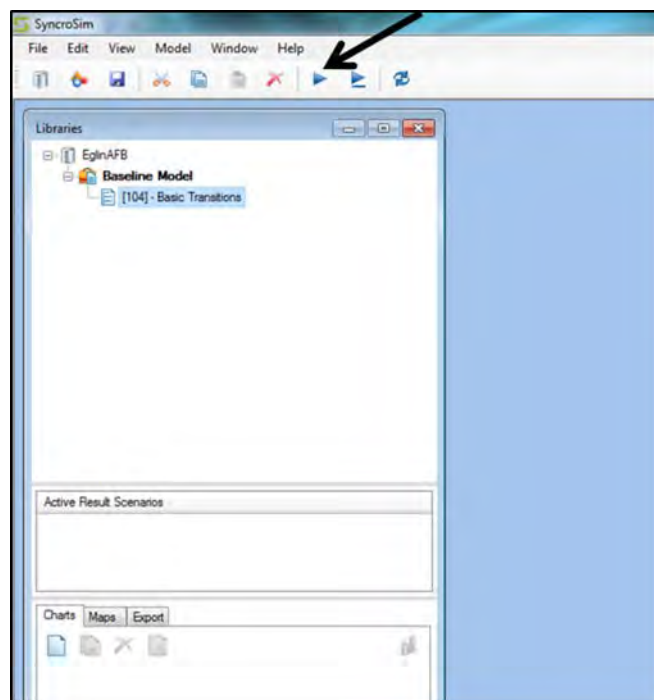 SyncroSim
File Edit View Model Window Help
Libraries
EglinAFB
Baseline Model
[104] - Basic Transitions
Active Result Scenarios
Charts Maps Export